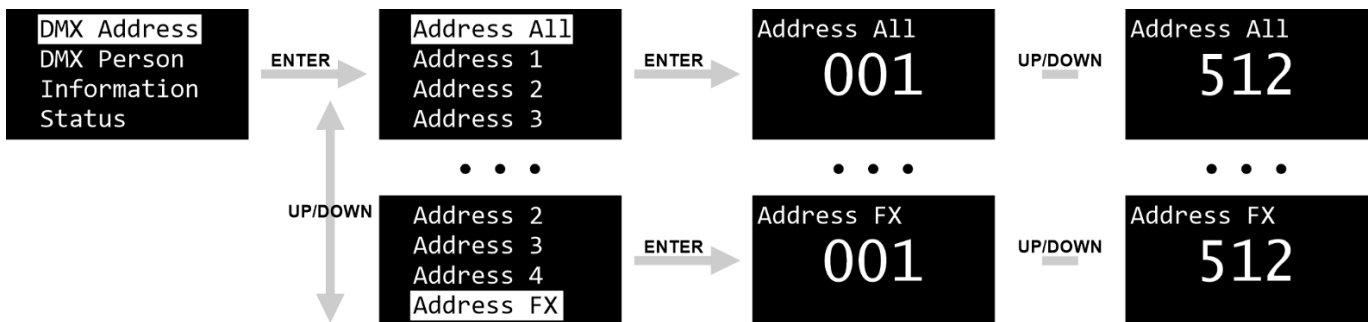 DMX Address
DMX Person
Information
Status
ENTER
Address All
Address 1
Address 2
Address 3
ENTER
Address All
001
UP/DOWN
Address All
512
• • •
• • •
• • •
UP/DOWN
Address 2
Address 3
Address 4
Address FX
ENTER
Address FX
001
UP/DOWN
Address FX
512